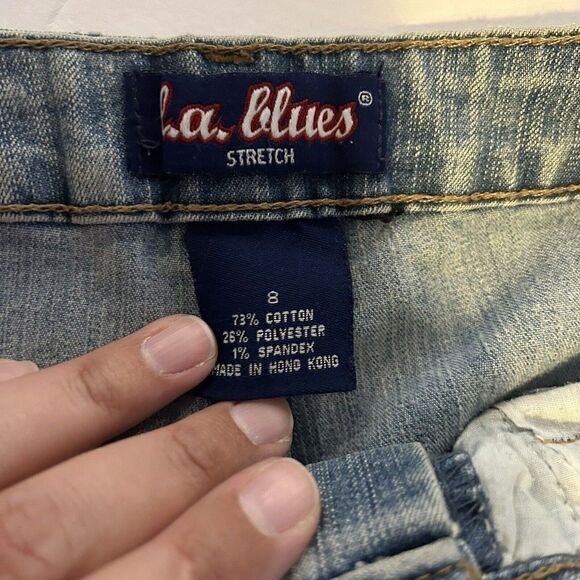 l.a. blues®
STRETCH
8
73% COTTON
26% POLYESTER
1% SPANDEX
MADE IN HONG KONG